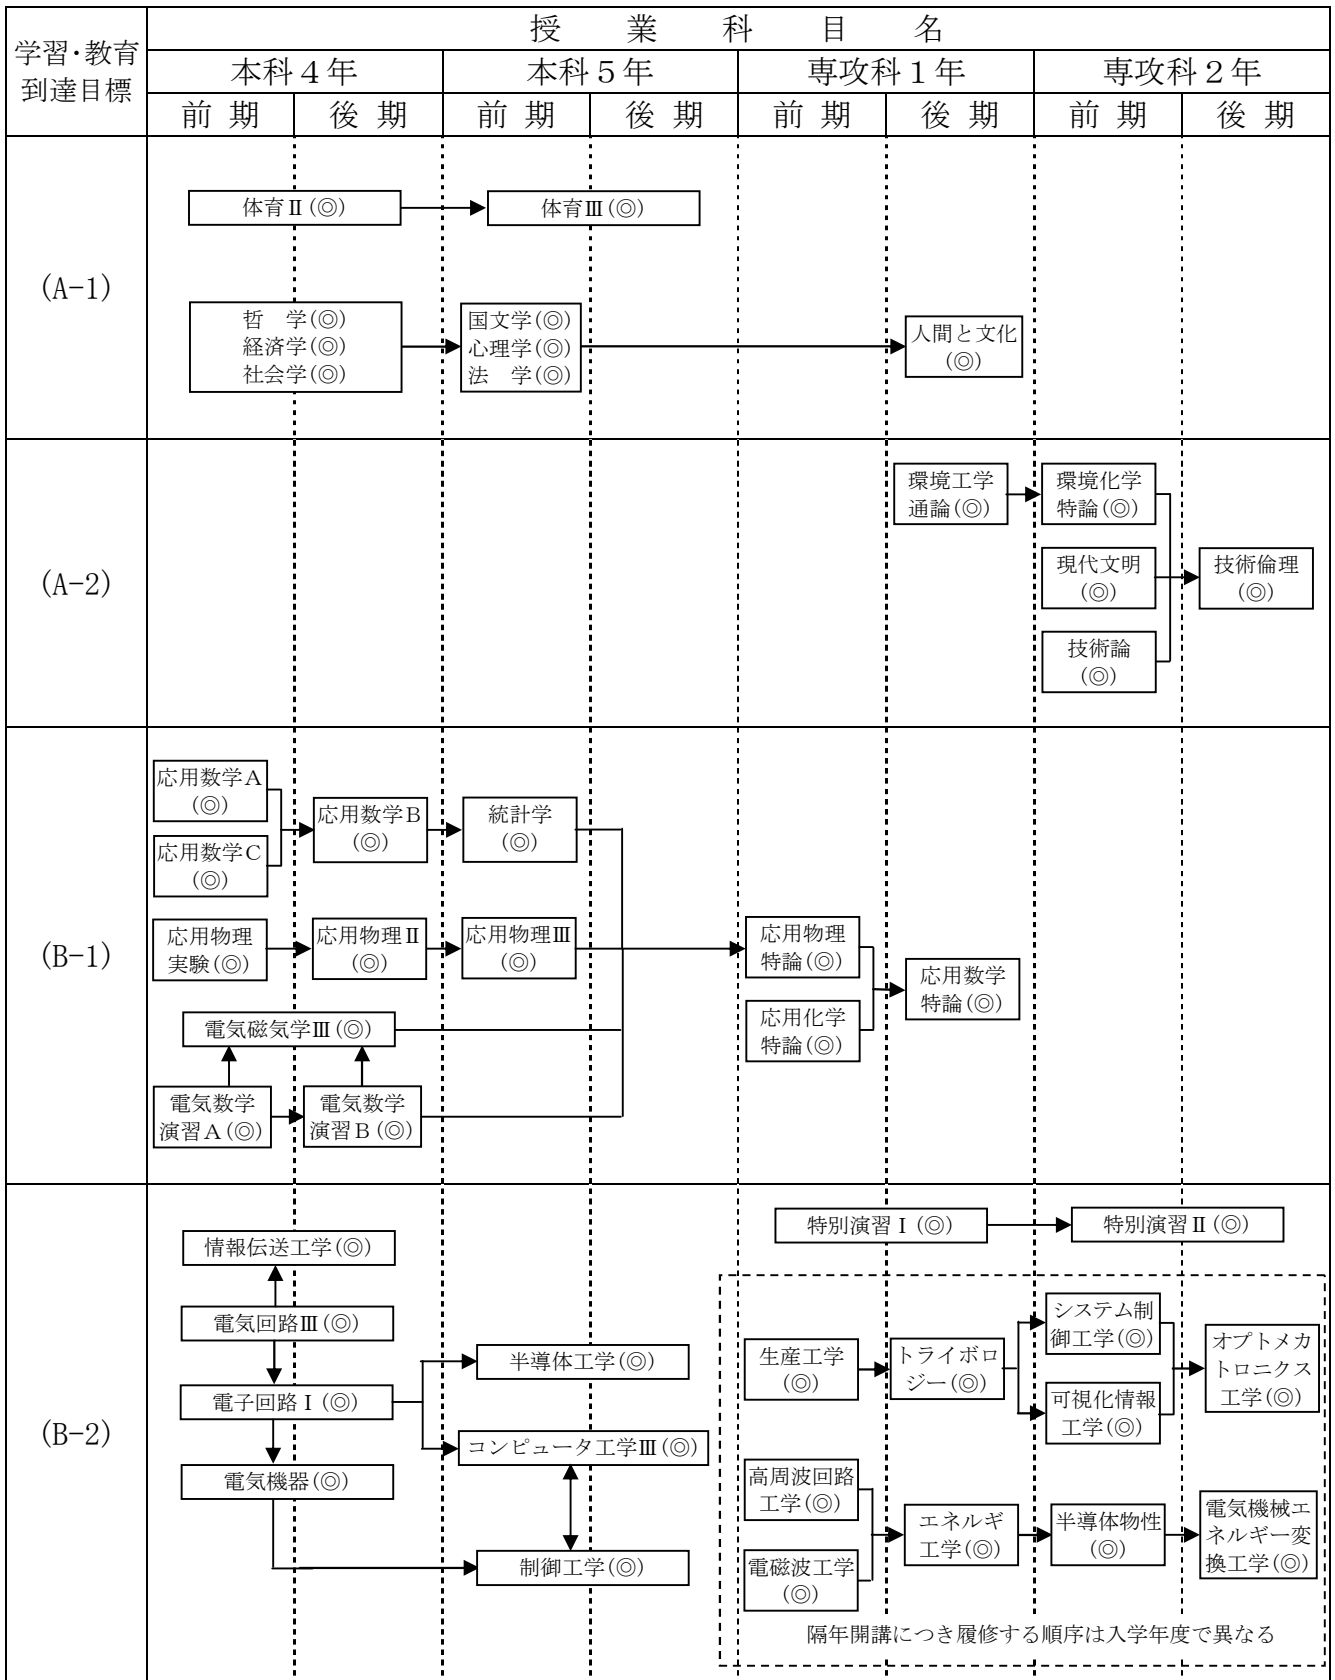 学習・教育
到達目標
授業科目名
本科4年
本科5年
専攻科1年
専攻科2年
前期
後期
前期
後期
前期
後期
前期
後期
(A-1)
体育Ⅱ(◎)
体育Ⅲ(◎)
哲　学(◎)
経済学(◎)
社会学(◎)
国文学(◎)
心理学(◎)
法　学(◎)
人間と文化
(◎)
(A-2)
環境工学
通論(◎)
環境化学
特論(◎)
現代文明
(◎)
技術論
(◎)
技術倫理
(◎)
(B-1)
応用数学A
(◎)
応用数学C
(◎)
応用数学B
(◎)
統計学
(◎)
応用物理
実験(◎)
応用物理Ⅱ
(◎)
応用物理Ⅲ
(◎)
電気磁気学Ⅲ(◎)
電気数学
演習A(◎)
電気数学
演習B(◎)
応用物理
特論(◎)
応用化学
特論(◎)
応用数学
特論(◎)
(B-2)
情報伝送工学(◎)
電気回路Ⅲ(◎)
電子回路Ⅰ(◎)
電気機器(◎)
半導体工学(◎)
コンピュータ工学Ⅲ(◎)
制御工学(◎)
特別演習Ⅰ(◎)
特別演習Ⅱ(◎)
生産工学
(◎)
トライボロ
ジー(◎)
システム制
御工学(◎)
可視化情報
工学(◎)
オプトメカ
トロニクス
工学(◎)
高周波回路
工学(◎)
電磁波工学
(◎)
エネルギ
工学(◎)
半導体物性
(◎)
電気機械エ
ネルギー変
換工学(◎)
隔年開講につき履修する順序は入学年度で異なる